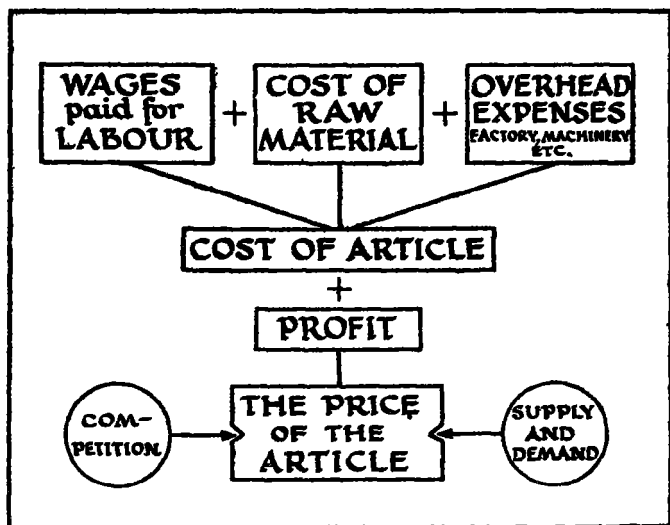 WAGES
paid for
LABOUR
+
COST OF
RAW
MATERIAL
+
OVERHEAD
EXPENSES
FACTORY, MACHINERY
ETC.
COST OF ARTICLE
+
PROFIT
COM-
PETITION
THE PRICE
OF THE
ARTICLE
SUPPLY
AND
DEMAND